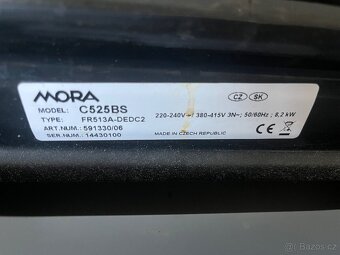 MORA
MODEL: C525BS
TYPE: FR513A-DEDC2
ART.NUM.: 591330/06
SER.NUM.: 14430100
CZ SK
220-240V ~/ 380-415V 3N~; 50/60Hz ; 8,2 kW
MADE IN CZECH REPUBLIC
CE
Bazoš.cz